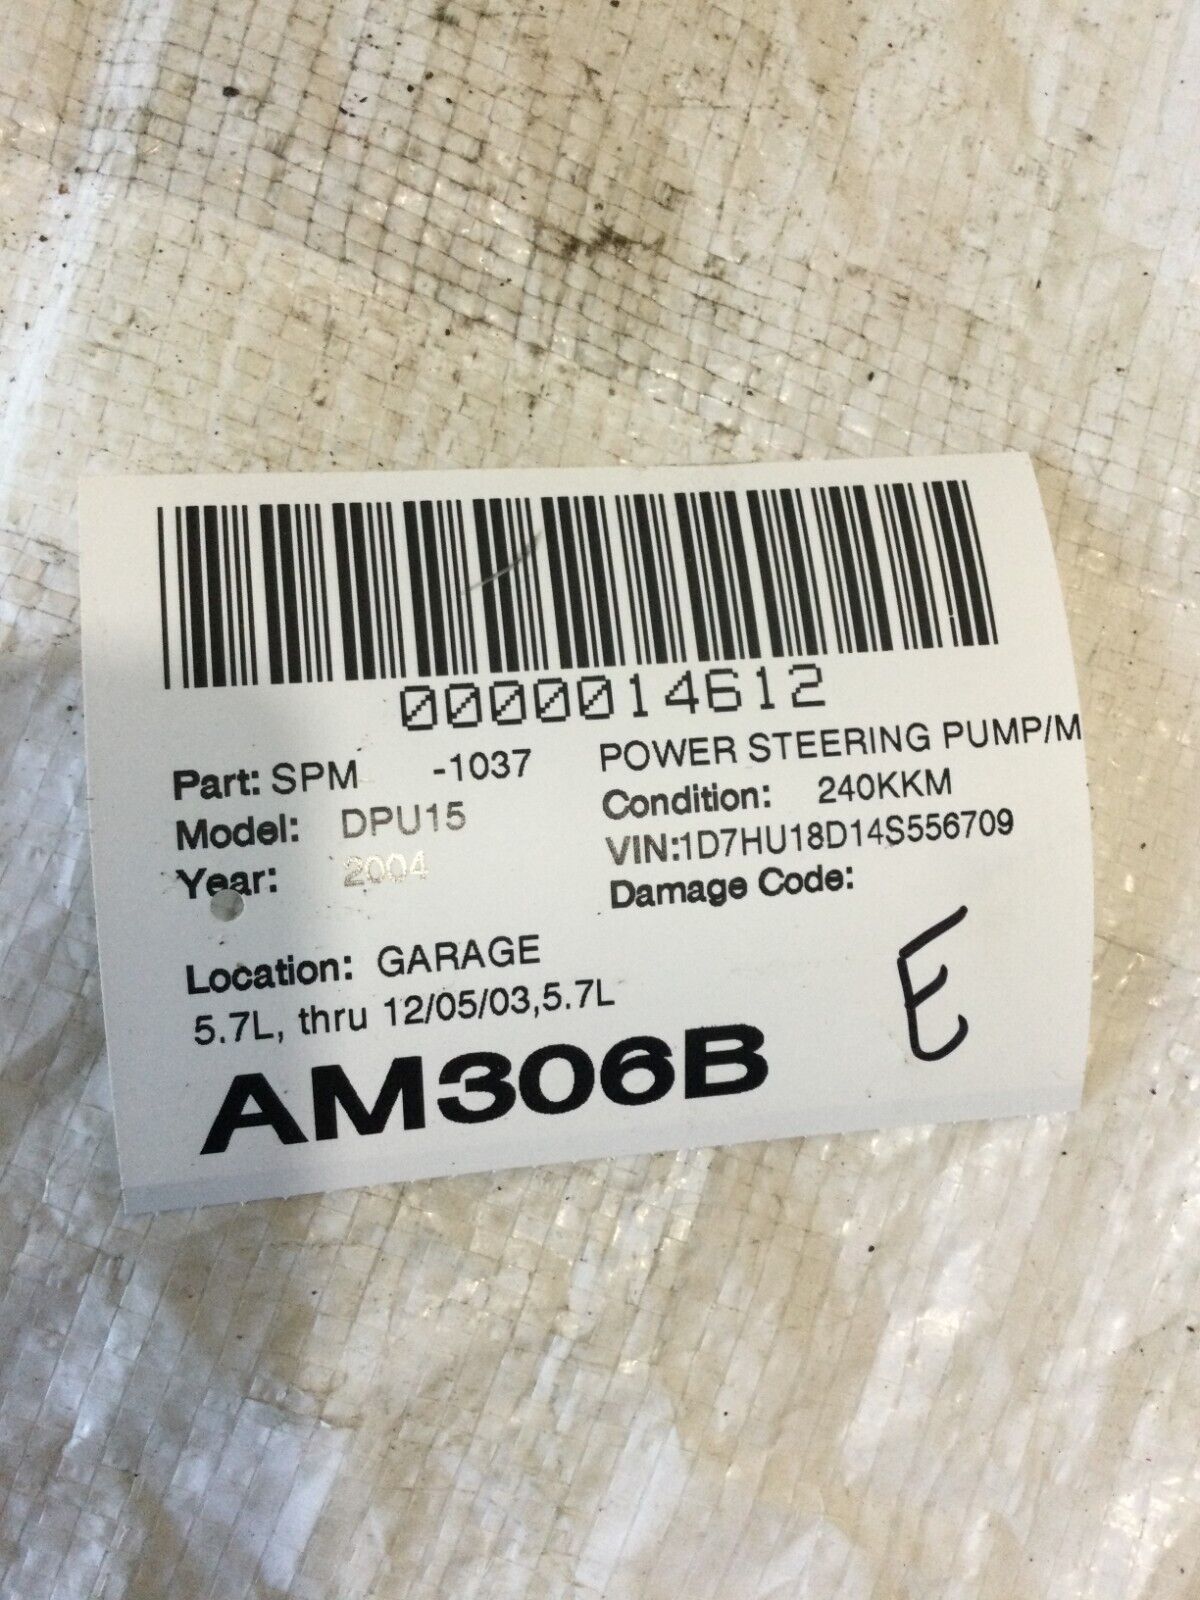 0000014612
Part: SPM -1037 POWER STEERING PUMP/M
Model: DPU15 Condition: 240KKM
Year: 2004 VIN:1D7HU18D14S556709
Damage Code:
Location: GARAGE
5.7L, thru 12/05/03,5.7L
AM306B E